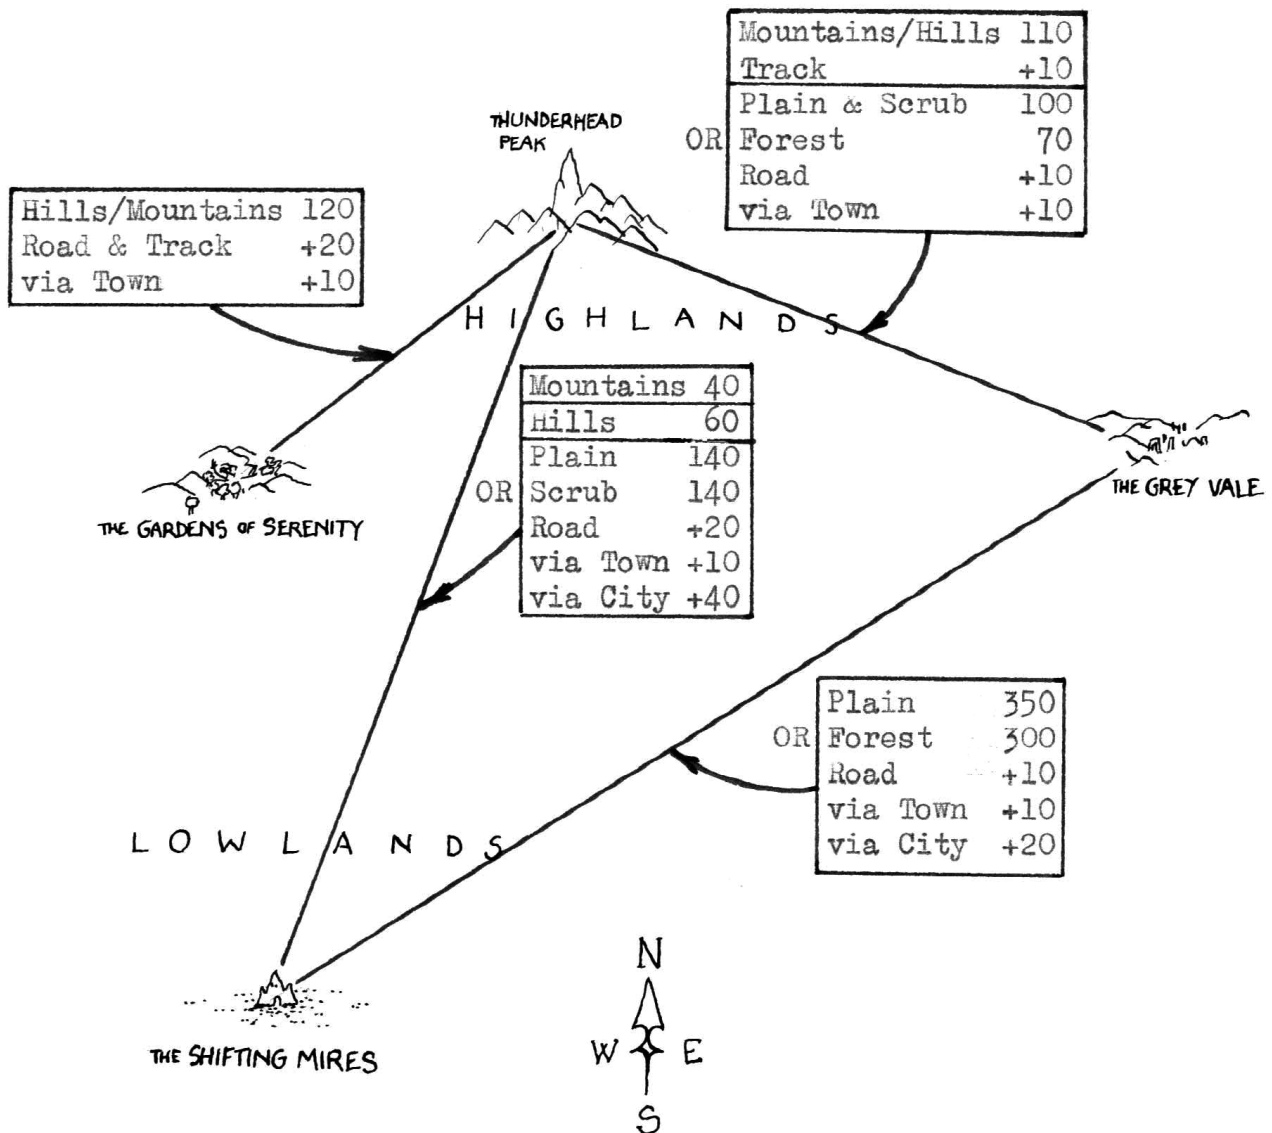 Mountains/Hills 110
Track +10
Plain & Scrub 100
OR Forest 70
Road +10
via Town +10
THUNDERHEAD
PEAK
Hills/Mountains 120
Road & Track +20
via Town +10
HIGHLANDS
Mountains 40
Hills 60
Plain 140
OR Scrub 140
Road +20
via Town +10
via City +40
THE GREY VALE
THE GARDENS OF SERENITY
Plain 350
OR Forest 300
Road +10
via Town +10
via City +20
LOWLANDS
N
W E
S
THE SHIFTING MIRES